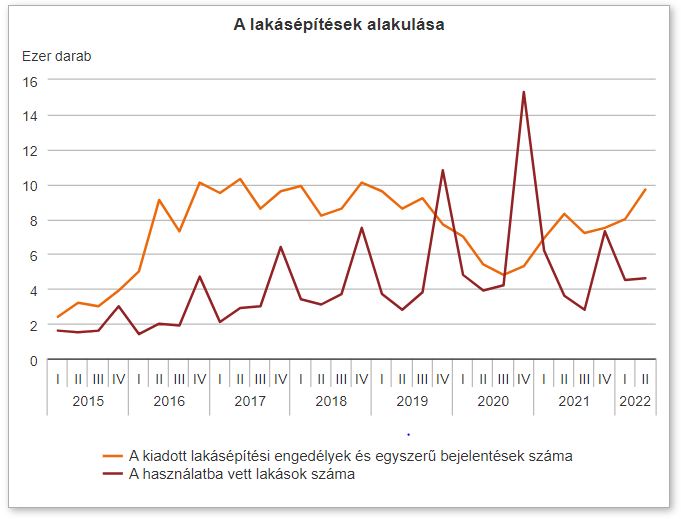 A lakásépítések alakulása
Ezer darab
16
14
12
10
8
6
4
2
0
I II III IV I II III IV I II III IV I II III IV I II III IV I II III IV I II III IV I II
2015 2016 2017 2018 2019 2020 2021 2022
A kiadott lakásépítési engedélyek és egyszerű bejelentések száma
A használatba vett lakások száma